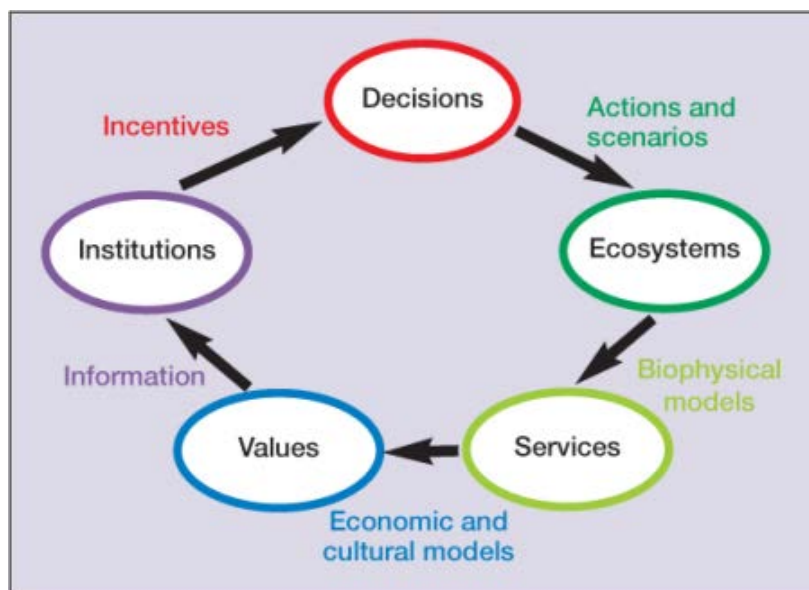 Decisions
Incentives
Actions and
scenarios
Institutions
Ecosystems
Information
Biophysical
models
Values
Services
Economic and
cultural models